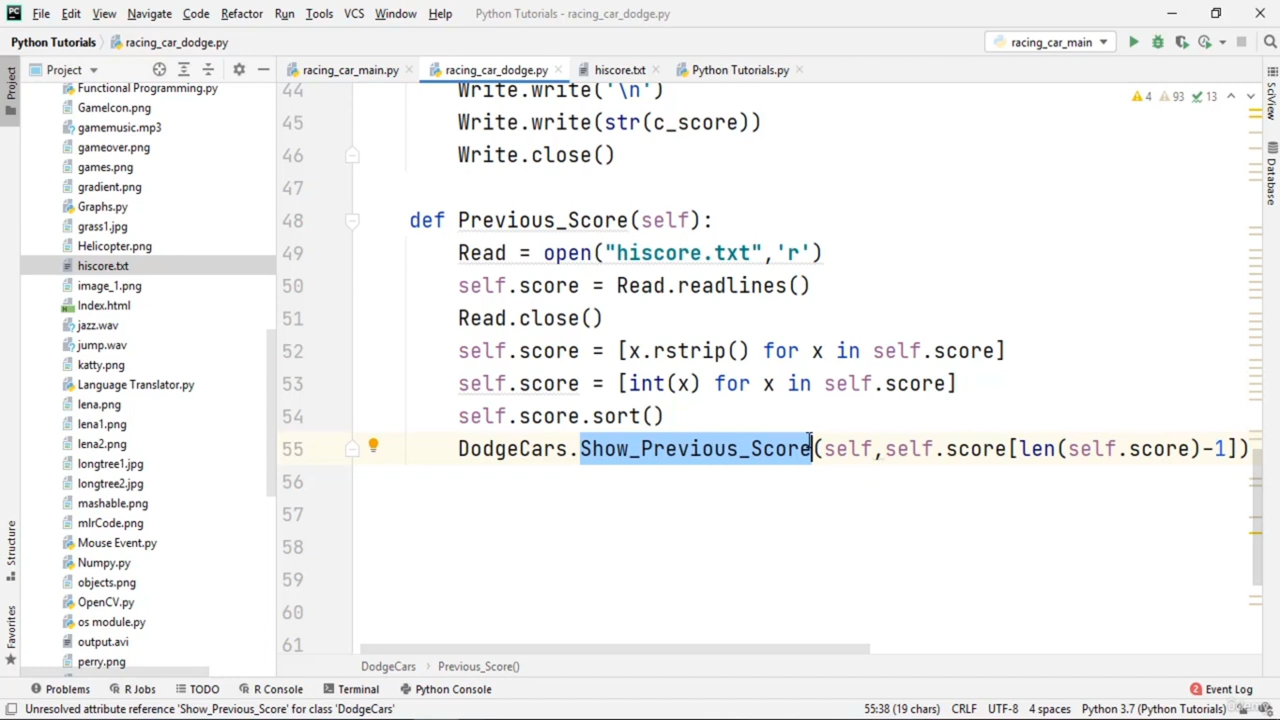 PC File Edit View Navigate Code Refactor Run Tools VCS Window Help Python Tutorials - racing_car_dodge.py
Python Tutorials racing_car_dodge.py racing_car_main
Project racing_car_main.py racing_car_dodge.py hiscore.txt Python Tutorials.py
Project
Structure
Favorites
SciView
Database
Functional Programming.py
GameIcon.png
gamemusic.mp3
gameover.png
games.png
gradient.png
Graphs.py
grass1.jpg
Helicopter.png
hiscore.txt
image_1.png
Index.html
jazz.wav
jump.wav
katty.png
Language Translator.py
lena.png
lena1.png
lena2.png
longtree1.jpg
longtree2.jpg
mashable.png
mlrCode.png
Mouse Event.py
Numpy.py
objects.png
OpenCV.py
os module.py
output.avi
perry.png
4 93 13
44 Write.write('\n')
45 Write.write(str(c_score))
46 Write.close()
47
48 def Previous_Score(self):
49 Read = open("hiscore.txt",'r')
50 self.score = Read.readlines()
51 Read.close()
52 self.score = [x.rstrip() for x in self.score]
53 self.score = [int(x) for x in self.score]
54 self.score.sort()
55 DodgeCars.Show_Previous_Score(self,self.score[len(self.score)-1])
56
57
58
59
60
61
DodgeCars Previous_Score()
Problems R Jobs TODO R Console Terminal Python Console 2 Event Log
Unresolved attribute reference 'Show_Previous_Score' for class 'DodgeCars' 55:38 (19 chars) CRLF UTF-8 4 spaces Python 3.7 (Python Tutorials)